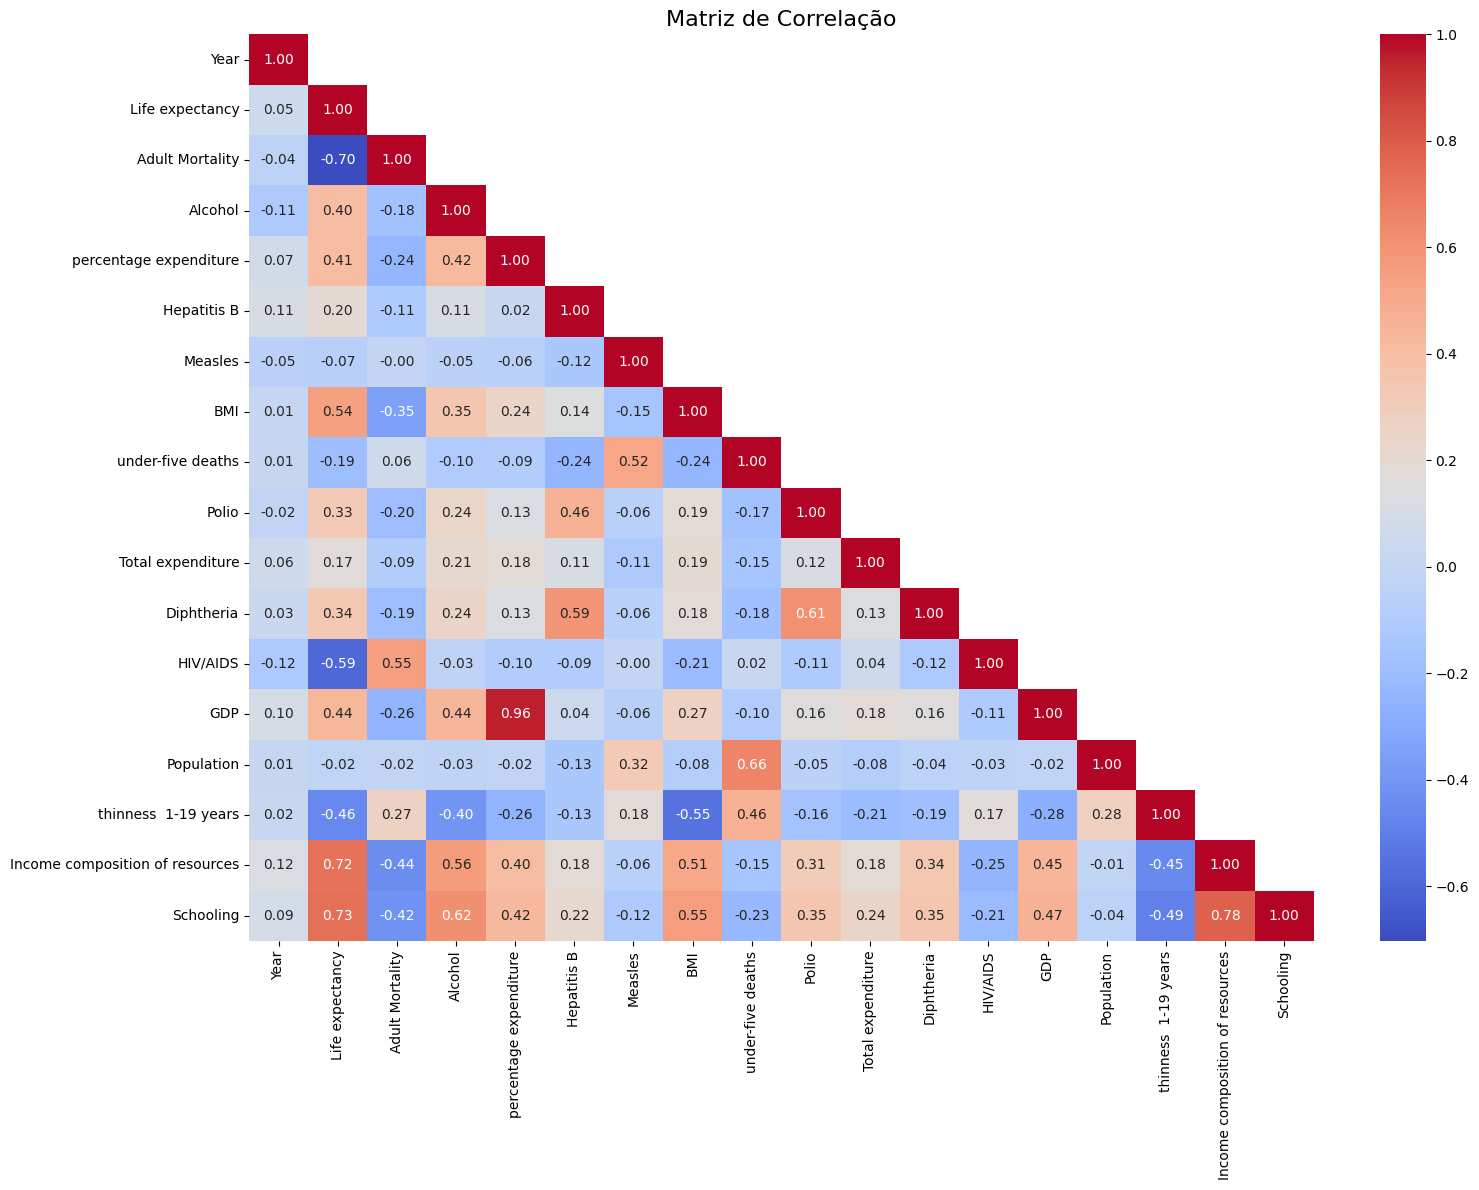 Matriz de Correlação
Year 1.00
Life expectancy 0.05 1.00
Adult Mortality -0.04 -0.70 1.00
Alcohol -0.11 0.40 -0.18 1.00
percentage expenditure 0.07 0.41 -0.24 0.42 1.00
Hepatitis B 0.11 0.20 -0.11 0.11 0.02 1.00
Measles -0.05 -0.07 -0.00 -0.05 -0.06 -0.12 1.00
BMI 0.01 0.54 -0.35 0.35 0.24 0.14 -0.15 1.00
under-five deaths 0.01 -0.19 0.06 -0.10 -0.09 -0.24 0.52 -0.24 1.00
Polio -0.02 0.33 -0.20 0.24 0.13 0.46 -0.06 0.19 -0.17 1.00
Total expenditure 0.06 0.17 -0.09 0.21 0.18 0.11 -0.11 0.19 -0.15 0.12 1.00
Diphtheria 0.03 0.34 -0.19 0.24 0.13 0.59 -0.06 0.18 -0.18 0.61 0.13 1.00
HIV/AIDS -0.12 -0.59 0.55 -0.03 -0.10 -0.09 -0.00 -0.21 0.02 -0.11 0.04 -0.12 1.00
GDP 0.10 0.44 -0.26 0.44 0.96 0.04 -0.06 0.27 -0.10 0.16 0.18 0.16 -0.11 1.00
Population 0.01 -0.02 -0.02 -0.03 -0.02 -0.13 0.32 -0.08 0.66 -0.05 -0.08 -0.04 -0.03 -0.02 1.00
thinness  1-19 years 0.02 -0.46 0.27 -0.40 -0.26 -0.13 0.18 -0.55 0.46 -0.16 -0.21 -0.19 0.17 -0.28 0.28 1.00
Income composition of resources 0.12 0.72 -0.44 0.56 0.40 0.18 -0.06 0.51 -0.15 0.31 0.18 0.34 -0.25 0.45 -0.01 -0.45 1.00
Schooling 0.09 0.73 -0.42 0.62 0.42 0.22 -0.12 0.55 -0.23 0.35 0.24 0.35 -0.21 0.47 -0.04 -0.49 0.78 1.00
Year
Life expectancy
Adult Mortality
Alcohol
percentage expenditure
Hepatitis B
Measles
BMI
under-five deaths
Polio
Total expenditure
Diphtheria
HIV/AIDS
GDP
Population
thinness  1-19 years
Income composition of resources
Schooling
1.0
0.8
0.6
0.4
0.2
0.0
−0.2
−0.4
−0.6